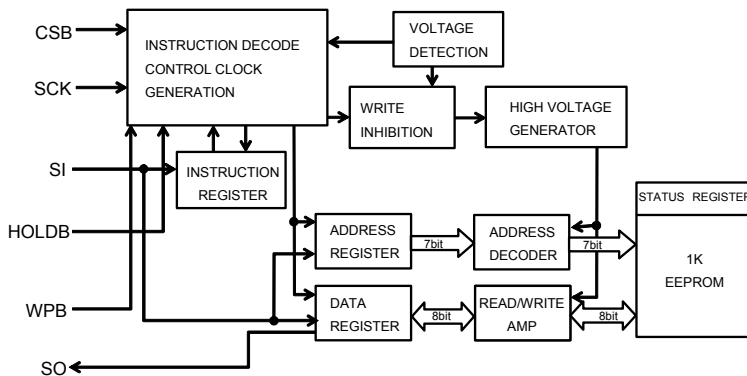 CSB
SCK
SI
HOLDB
WPB
SO
INSTRUCTION DECODE
CONTROL CLOCK
GENERATION
VOLTAGE
DETECTION
WRITE
INHIBITION
HIGH VOLTAGE
GENERATOR
INSTRUCTION
REGISTER
ADDRESS
REGISTER
7bit
ADDRESS
DECODER
7bit
DATA
REGISTER
8bit
READ/WRITE
AMP
8bit
STATUS REGISTER
1K
EEPROM